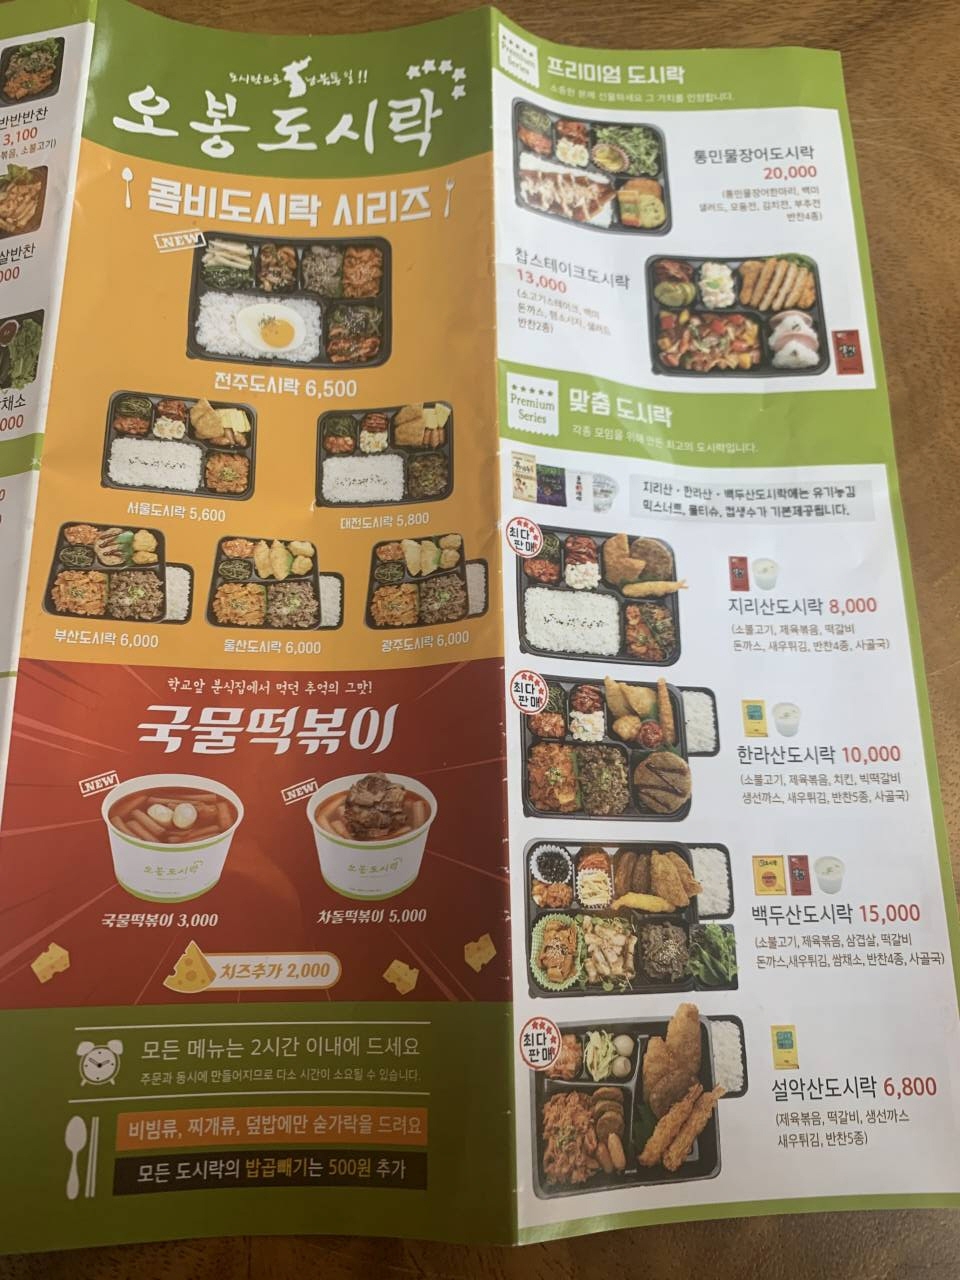 반반반찬
3,100
볶음, 소불고기)
살반찬
000
채소
000
도시락으로 남북통일!!
오봉도시락
콤비도시락 시리즈
NEW
전주도시락 6,500
서울도시락 5,600
대전도시락 5,800
부산도시락 6,000
울산도시락 6,000
광주도시락 6,000
학교앞 분식집에서 먹던 추억의 그맛!
국물떡볶이
NEW
NEW
오봉도시락
오봉도시락
국물떡볶이 3,000
차돌떡볶이 5,000
치즈추가 2,000
모든 메뉴는 2시간 이내에 드세요
주문과 동시에 만들어지므로 다소 시간이 소요될 수 있습니다.
비빔류, 찌개류, 덮밥에만 숟가락을 드려요
모든 도시락의 밥곱빼기는 500원 추가
Premium
Series
프리미엄 도시락
소중한 분께 선물하세요 그 가치를 인정합니다.
통민물장어도시락
20,000
(통민물장어한마리, 백미
샐러드, 모둠전, 김치전, 부추전
반찬4종)
찹스테이크도시락
13,000
(소고기스테이크, 백미
돈까스, 햄소시지, 샐러드
반찬2종)
Premium
Series
맞춤 도시락
각종 모임을 위해 만든 최고의 도시락입니다.
지리산 · 한라산 · 백두산도시락에는 유기농김
믹스너트, 물티슈, 컵생수가 기본제공됩니다.
최다
판매
지리산도시락 8,000
(소불고기, 제육볶음, 떡갈비
돈까스, 새우튀김, 반찬4종, 사골국)
최다
판매
한라산도시락 10,000
(소불고기, 제육볶음, 치킨, 빅떡갈비
생선까스, 새우튀김, 반찬5종, 사골국)
백두산도시락 15,000
(소불고기, 제육볶음, 삼겹살, 떡갈비
돈까스,새우튀김, 쌈채소, 반찬4종, 사골국)
최다
판매
설악산도시락 6,800
(제육볶음, 떡갈비, 생선까스
새우튀김, 반찬5종)